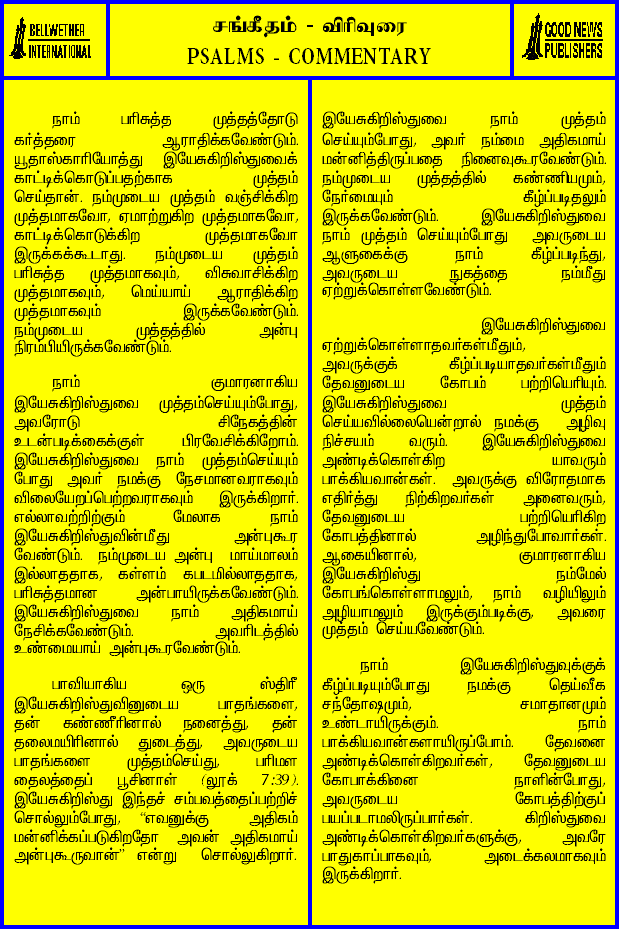 BELLWETHER
INTERNATIONAL
சங்கீதம் - விரிவுரை
PSALMS - COMMENTARY
GOOD NEWS
PUBLISHERS
நாம் பரிசுத்த முத்தத்தோடு
கர்த்தரை ஆராதிக்கவேண்டும்.
யூதாஸ்காரியோத்து இயேசுகிறிஸ்துவைக்
காட்டிக்கொடுப்பதற்காக முத்தம்
செய்தான். நம்முடைய முத்தம் வஞ்சிக்கிற
முத்தமாகவோ, ஏமாற்றுகிற முத்தமாகவோ,
காட்டிக்கொடுக்கிற முத்தமாகவோ
இருக்கக்கூடாது. நம்முடைய முத்தம்
பரிசுத்த முத்தமாகவும், விசுவாசிக்கிற
முத்தமாகவும், மெய்யாய் ஆராதிக்கிற
முத்தமாகவும் இருக்கவேண்டும்.
நம்முடைய முத்தத்தில் அன்பு
நிரம்பியிருக்கவேண்டும்.
நாம் குமாரனாகிய
இயேசுகிறிஸ்துவை முத்தம்செய்யும்போது,
அவரோடு சிநேகத்தின்
உடன்படிக்கைக்குள் பிரவேசிக்கிறோம்.
இயேசுகிறிஸ்துவை நாம் முத்தம்செய்யும்
போது அவர் நமக்கு நேசமானவராகவும்
விலையேறப்பெற்றவராகவும் இருக்கிறார்.
எல்லாவற்றிற்கும் மேலாக நாம்
இயேசுகிறிஸ்துவின்மீது அன்புகூர
வேண்டும். நம்முடைய அன்பு மாய்மாலம்
இல்லாததாக, கள்ளம் கபடமில்லாததாக,
பரிசுத்தமான அன்பாயிருக்கவேண்டும்.
இயேசுகிறிஸ்துவை நாம் அதிகமாய்
நேசிக்கவேண்டும். அவரிடத்தில்
உண்மையாய் அன்புகூரவேண்டும்.
பாவியாகிய ஒரு ஸ்திரீ
இயேசுகிறிஸ்துவினுடைய பாதங்களை,
தன் கண்ணீரினால் நனைத்து, தன்
தலைமயிரினால் துடைத்து, அவருடைய
பாதங்களை முத்தம்செய்து, பரிமள
தைலத்தைப் பூசினாள் (லூக் 7:39).
இயேசுகிறிஸ்து இந்தச் சம்பவத்தைப்பற்றிச்
சொல்லும்போது, “எவனுக்கு அதிகம்
மன்னிக்கப்படுகிறதோ அவன் அதிகமாய்
அன்புகூருவான்” என்று சொல்லுகிறார்.
இயேசுகிறிஸ்துவை நாம் முத்தம்
செய்யும்போது, அவர் நம்மை அதிகமாய்
மன்னித்திருப்பதை நினைவுகூரவேண்டும்.
நம்முடைய முத்தத்தில் கண்ணியமும்,
நேர்மையும் கீழ்ப்படிதலும்
இருக்கவேண்டும். இயேசுகிறிஸ்துவை
நாம் முத்தம் செய்யும்போது அவருடைய
ஆளுகைக்கு நாம் கீழ்ப்படிந்து,
அவருடைய நுகத்தை நம்மீது
ஏற்றுக்கொள்ளவேண்டும்.
இயேசுகிறிஸ்துவை
ஏற்றுக்கொள்ளாதவர்கள்மீதும்,
அவருக்குக் கீழ்ப்படியாதவர்கள்மீதும்
தேவனுடைய கோபம் பற்றியெரியும்.
இயேசுகிறிஸ்துவை முத்தம்
செய்யவில்லையென்றால் நமக்கு அழிவு
நிச்சயம் வரும். இயேசுகிறிஸ்துவை
அண்டிக்கொள்கிற யாவரும்
பாக்கியவான்கள். அவருக்கு விரோதமாக
எதிர்த்து நிற்கிறவர்கள் அனைவரும்,
தேவனுடைய பற்றியெரிகிற
கோபத்தினால் அழிந்துபோவார்கள்.
ஆகையினால், குமாரனாகிய
இயேசுகிறிஸ்து நம்மேல்
கோபங்கொள்ளாமலும், நாம் வழியிலும்
அழியாமலும் இருக்கும்படிக்கு, அவரை
முத்தம் செய்யவேண்டும்.
நாம் இயேசுகிறிஸ்துவுக்குக்
கீழ்ப்படியும்போது நமக்கு தெய்வீக
சந்தோஷமும், சமாதானமும்
உண்டாயிருக்கும். நாம்
பாக்கியவான்களாயிருப்போம். தேவனை
அண்டிக்கொள்கிறவர்கள், தேவனுடைய
கோபாக்கினை நாளின்போது,
அவருடைய கோபத்திற்குப்
பயப்படாமலிருப்பார்கள். கிறிஸ்துவை
அண்டிக்கொள்கிறவர்களுக்கு, அவரே
பாதுகாப்பாகவும், அடைக்கலமாகவும்
இருக்கிறார்.